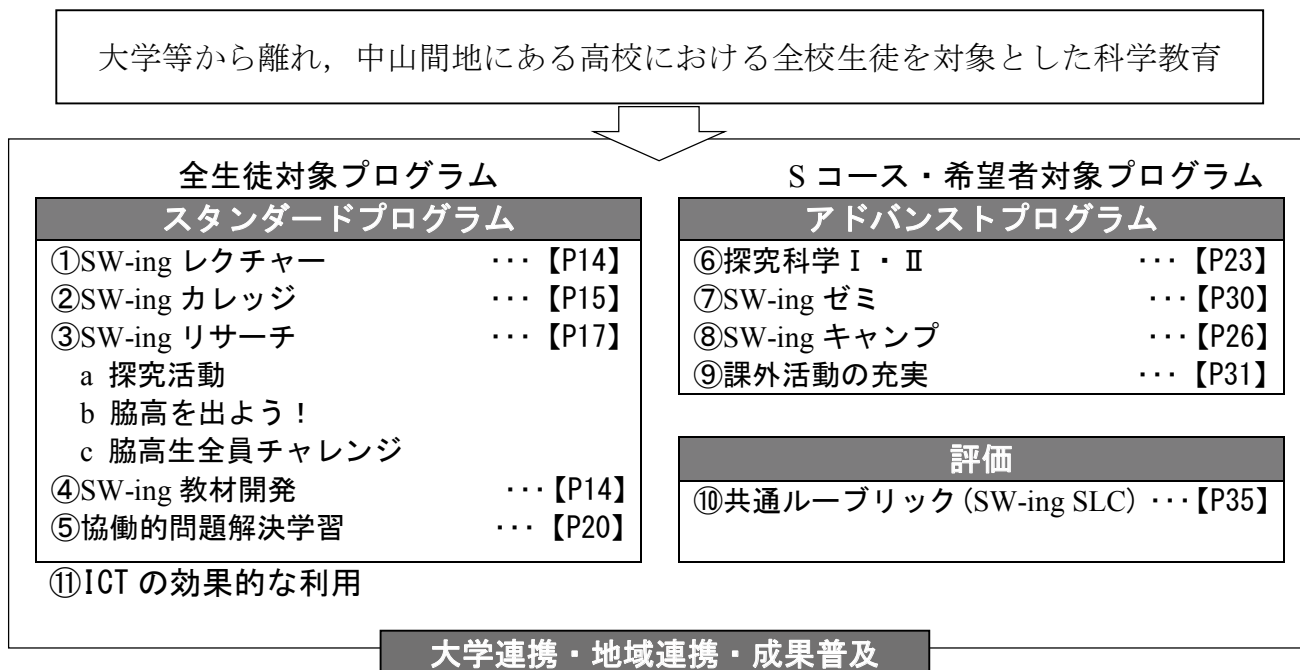 大学等から離れ，中山間地にある高校における全校生徒を対象とした科学教育
全生徒対象プログラム
スタンダードプログラム
①SW-ing レクチャー ･･･【P14】
②SW-ing カレッジ ･･･【P15】
③SW-ing リサーチ ･･･【P17】
a 探究活動
b 脇高を出よう！
c 脇高生全員チャレンジ
④SW-ing 教材開発 ･･･【P14】
⑤協働的問題解決学習 ･･･【P20】
⑪ICT の効果的な利用
S コース・希望者対象プログラム
アドバンストプログラム
⑥探究科学Ⅰ・Ⅱ ･･･【P23】
⑦SW-ing ゼミ ･･･【P30】
⑧SW-ing キャンプ ･･･【P26】
⑨課外活動の充実 ･･･【P31】
評価
⑩共通ルーブリック(SW-ing SLC) ･･･【P35】
大学連携・地域連携・成果普及